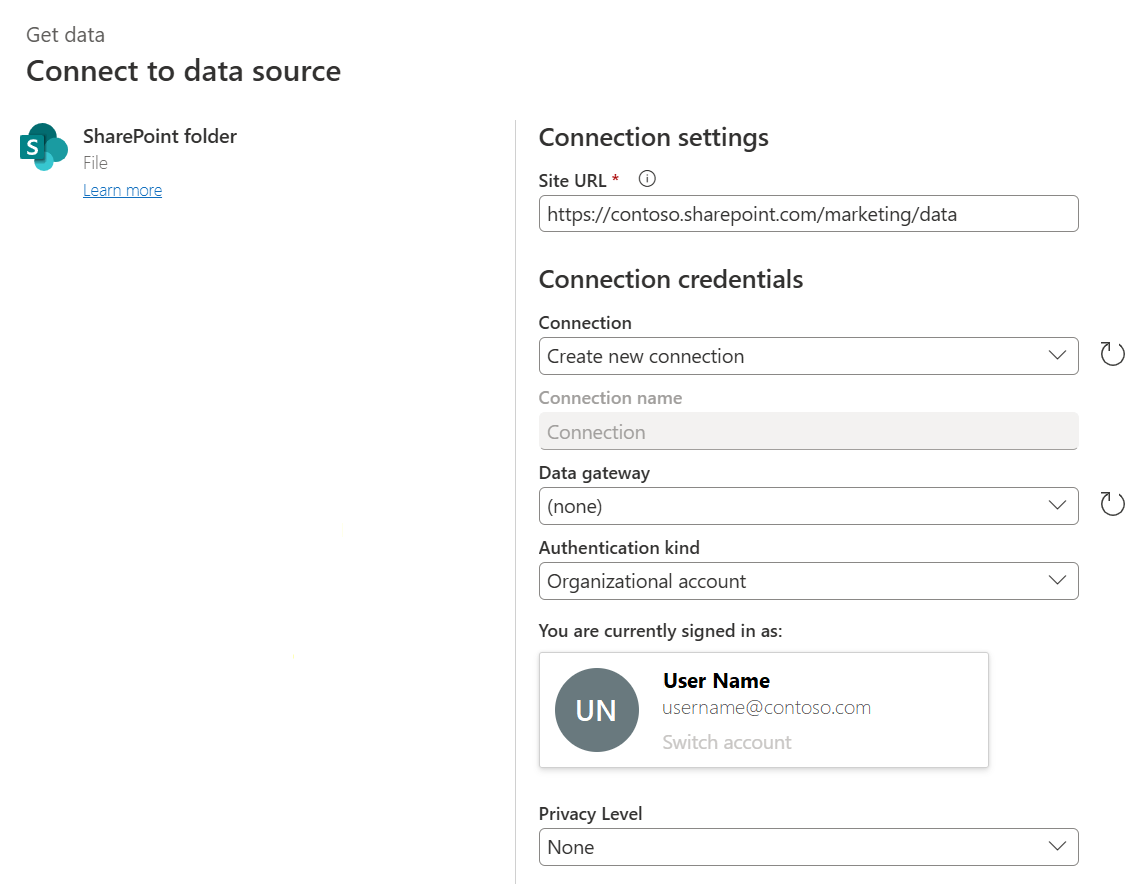 Get data
Connect to data source
S
SharePoint folder
File
Learn more
Connection settings
Site URL *
https://contoso.sharepoint.com/marketing/data
Connection credentials
Connection
Create new connection
Connection name
Connection
Data gateway
(none)
Authentication kind
Organizational account
You are currently signed in as:
UN
User Name
username@contoso.com
Switch account
Privacy Level
None